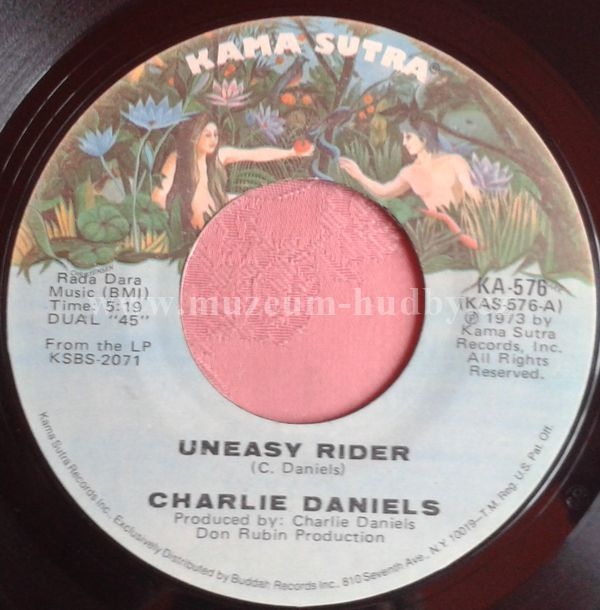 KAMA SUTRA
Rada Dara
Music (BMI)
Time: 5:19
DUAL "45"
From the LP
KSBS-2071
KA-576
(KAS-576-A)
℗ 1973 by
Kama Sutra
Records, Inc.
All Rights
Reserved.
www.muzeum-hudby
UNEASY RIDER
(C. Daniels)
CHARLIE DANIELS
Produced by: Charlie Daniels
Don Rubin Production
Kama Sutra Records Inc., Exclusively Distributed by Buddah Records Inc., 810 Seventh Ave., N.Y. 10019-T.M. Reg. U.S. Pat. Off.